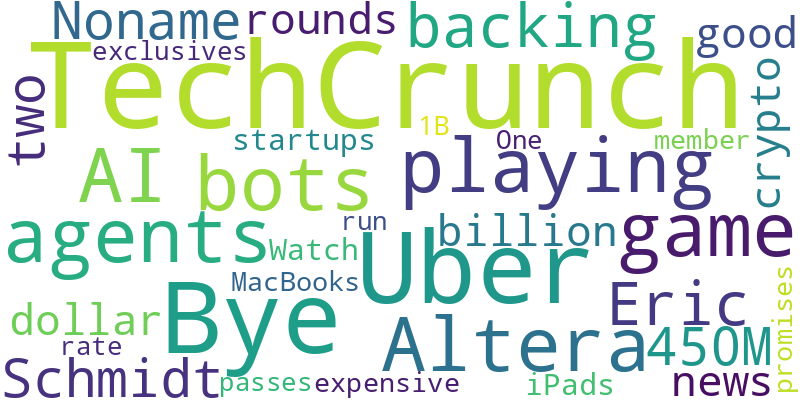 Noname
rounds
backing
good
exclusives
TechCrunch
two
crypto
startups
1B
One
member
AI
bots
playing
agents
Watch
run
billion
game
MacBooks
Uber
Bye
dollar
Eric
promises
rate
Altera
450M
Schmidt
passes
expensive
iPads
news